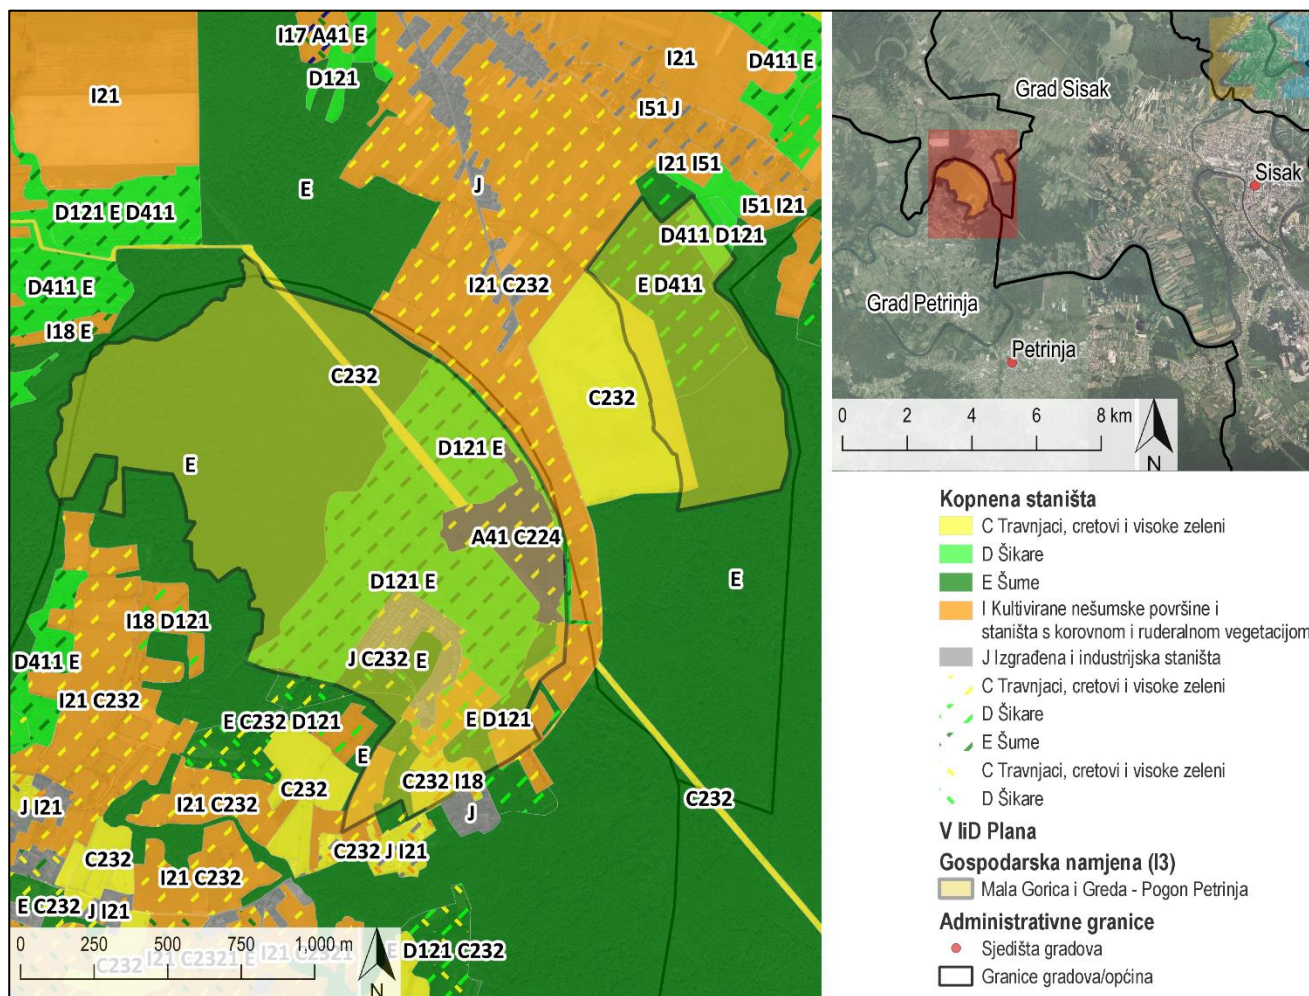 I17 A41 E
D121
I21
I21
D411 E
I51 J
I21 I51
E
J
I51 I21
D121 E D411
D411 D121
D411 E
I21 C232
E D411
I18 E
C232
C232
D121 E
E
A41 C224
D121 E
E
I18 D121
D411 E
J C232 E
I21 C232
E C232 D121
E D121
E
C232 I18
C232
J I21
I21 C232
J
C232
C232
C232 J I21
I21 C232
E C232
J I21
E D121 C232
0 250 500 750 1,000 m
N
Grad Sisak
Sisak
Grad Petrinja
Petrinja
0 2 4 6 8 km
N
Kopnena staništa
C Travnjaci, cretovi i visoke zeleni
D Šikare
E Šume
I Kultivirane nešumske površine i
staništa s korovnom i ruderalnom vegetacijom
J Izgrađena i industrijska staništa
C Travnjaci, cretovi i visoke zeleni
D Šikare
E Šume
C Travnjaci, cretovi i visoke zeleni
D Šikare
V IiD Plana
Gospodarska namjena (I3)
Mala Gorica i Greda - Pogon Petrinja
Administrativne granice
Sjedišta gradova
Granice gradova/općina